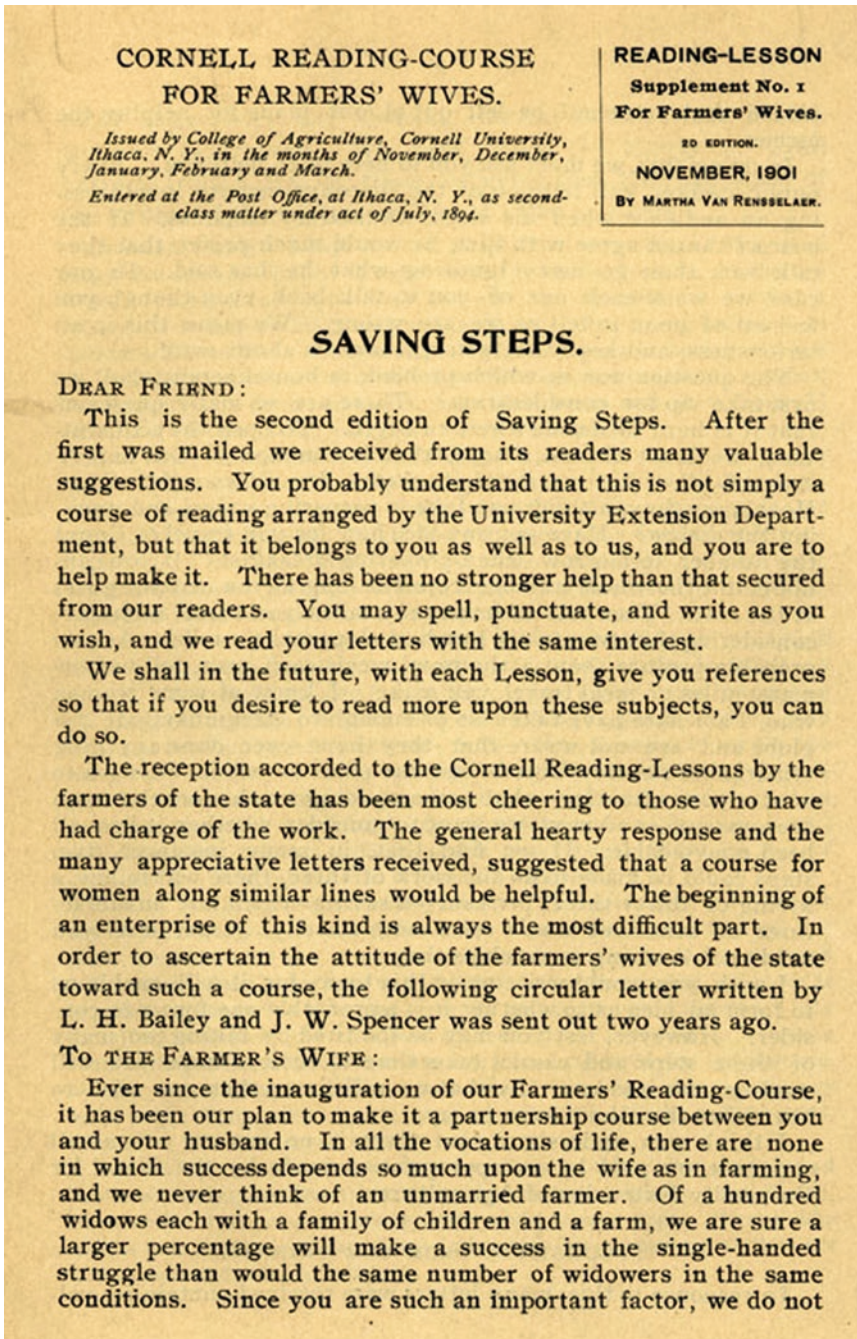 CORNELL READING-COURSE
FOR FARMERS' WIVES.
Issued by College of Agriculture, Cornell University,
Ithaca, N. Y., in the months of November, December,
January, February and March.
Entered at the Post Office, at Ithaca, N. Y., as second-
class matter under act of July, 1894.
READING-LESSON
Supplement No. 1
For Farmers' Wives.
2D EDITION.
NOVEMBER, 1901
BY MARTHA VAN RENSSELAER.
SAVING STEPS.
DEAR FRIEND:
This is the second edition of Saving Steps. After the
first was mailed we received from its readers many valuable
suggestions. You probably understand that this is not simply a
course of reading arranged by the University Extension Depart-
ment, but that it belongs to you as well as to us, and you are to
help make it. There has been no stronger help than that secured
from our readers. You may spell, punctuate, and write as you
wish, and we read your letters with the same interest.
We shall in the future, with each Lesson, give you references
so that if you desire to read more upon these subjects, you can
do so.
The reception accorded to the Cornell Reading-Lessons by the
farmers of the state has been most cheering to those who have
had charge of the work. The general hearty response and the
many appreciative letters received, suggested that a course for
women along similar lines would be helpful. The beginning of
an enterprise of this kind is always the most difficult part. In
order to ascertain the attitude of the farmers' wives of the state
toward such a course, the following circular letter written by
L. H. Bailey and J. W. Spencer was sent out two years ago.
TO THE FARMER'S WIFE:
Ever since the inauguration of our Farmers' Reading-Course,
it has been our plan to make it a partnership course between you
and your husband. In all the vocations of life, there are none
in which success depends so much upon the wife as in farming,
and we never think of an unmarried farmer. Of a hundred
widows each with a family of children and a farm, we are sure a
larger percentage will make a success in the single-handed
struggle than would the same number of widowers in the same
conditions. Since you are such an important factor, we do not